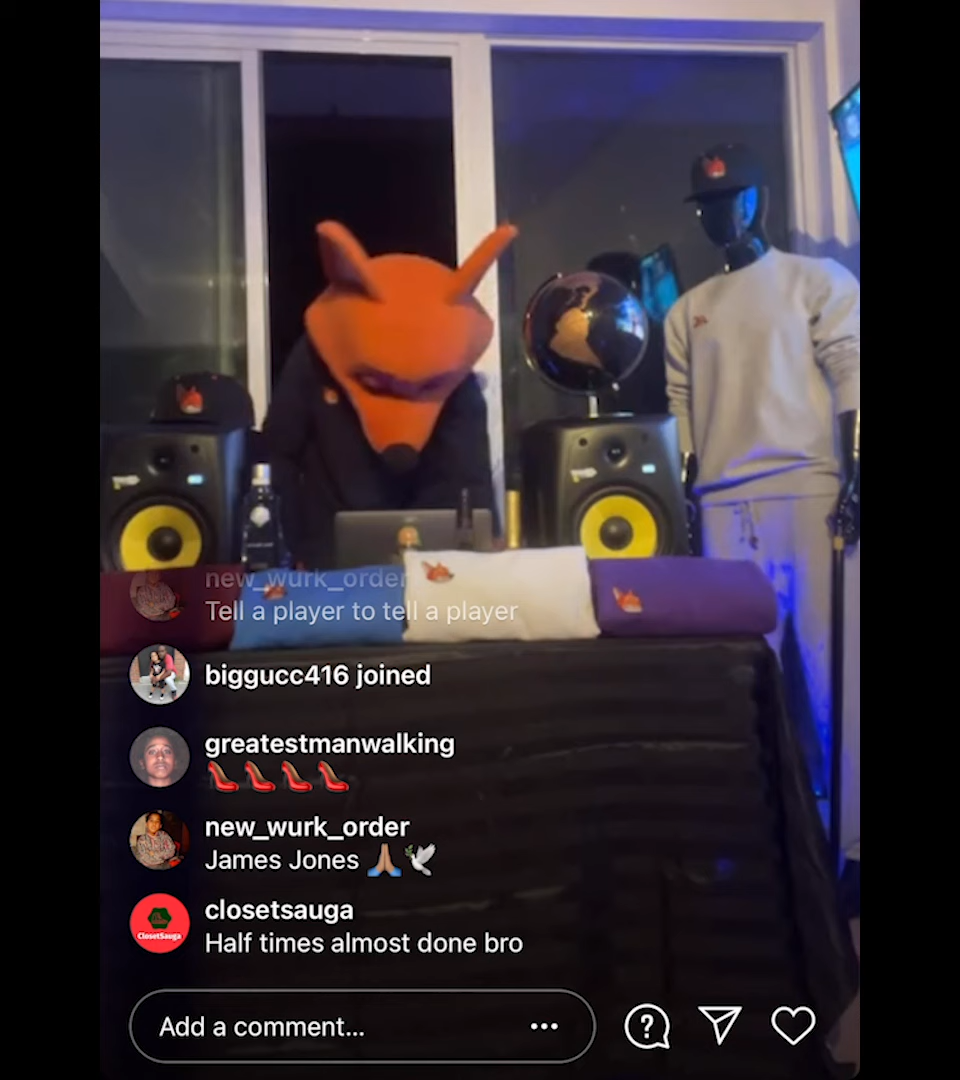 new_wurk_order
Tell a player to tell a player
biggucc416 joined
greatestmanwalking
👠👠👠👠
new_wurk_order
James Jones 🙏🏽🕊️
closetsauga
ClosetSauga
Half times almost done bro
Add a comment...